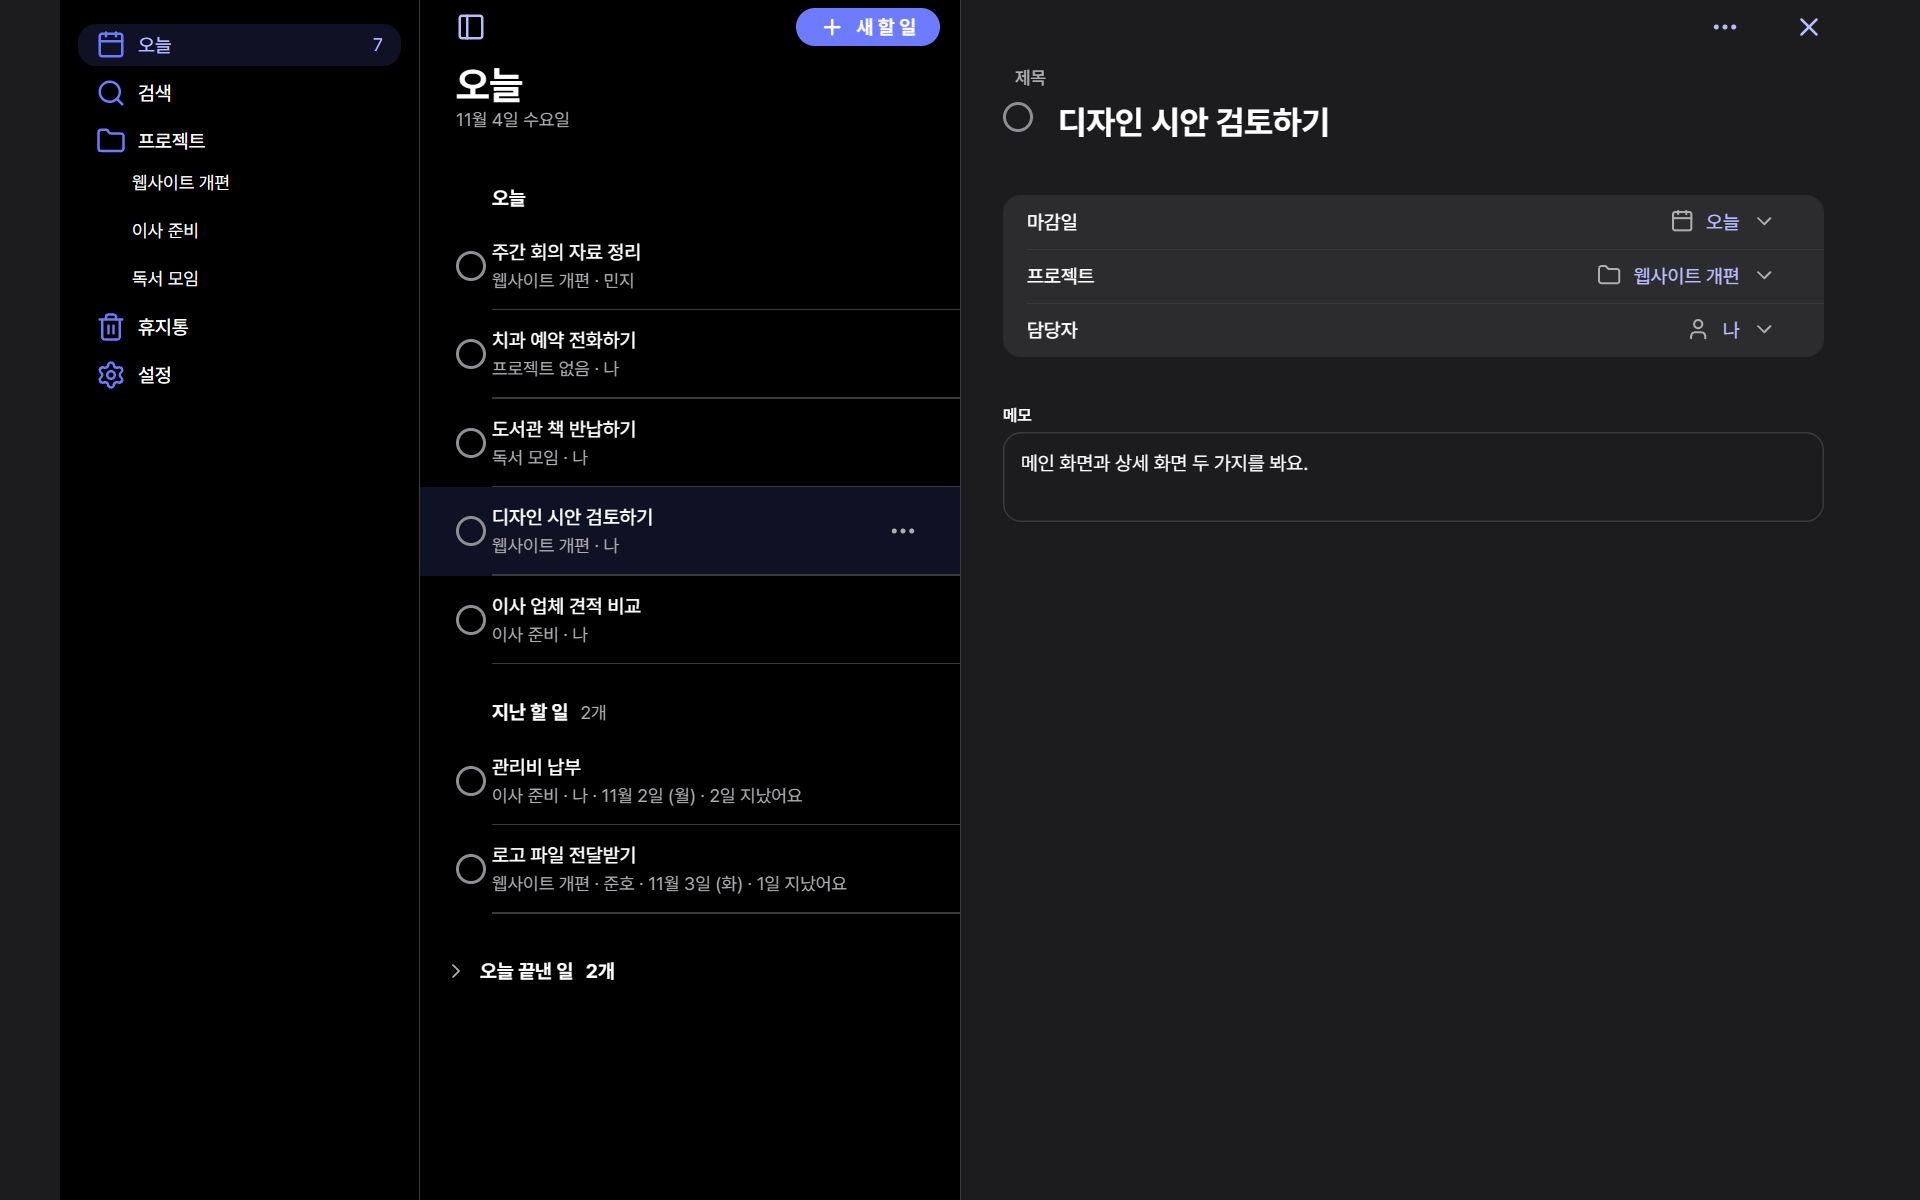 오늘 7
검색
프로젝트
웹사이트 개편
이사 준비
독서 모임
휴지통
설정
새 할 일
오늘
11월 4일 수요일
오늘
주간 회의 자료 정리
웹사이트 개편 · 민지
치과 예약 전화하기
프로젝트 없음 · 나
도서관 책 반납하기
독서 모임 · 나
디자인 시안 검토하기
웹사이트 개편 · 나
이사 업체 견적 비교
이사 준비 · 나
지난 할 일 2개
관리비 납부
이사 준비 · 나 · 11월 2일 (월) · 2일 지났어요
로고 파일 전달받기
웹사이트 개편 · 준호 · 11월 3일 (화) · 1일 지났어요
오늘 끝낸 일 2개
제목
디자인 시안 검토하기
마감일 오늘
프로젝트 웹사이트 개편
담당자 나
메모
메인 화면과 상세 화면 두 가지를 봐요.